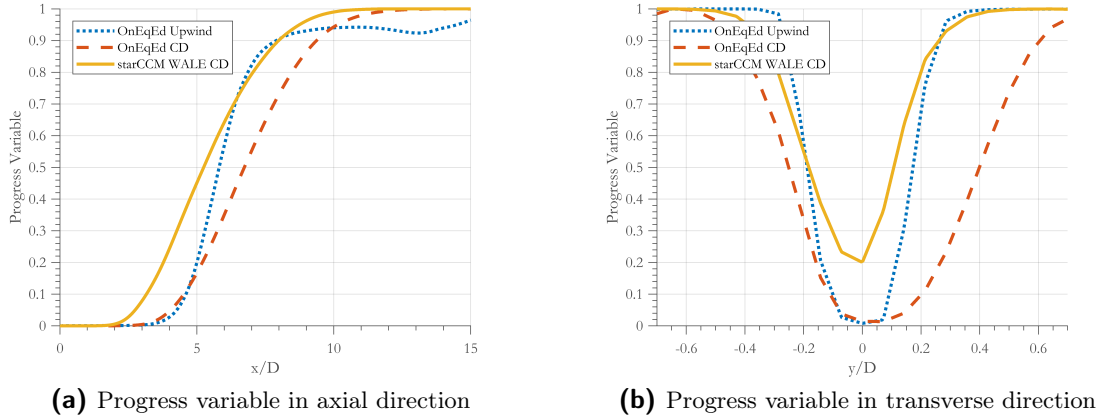 1
0.9
0.8
0.7
0.6
0.5
0.4
0.3
0.2
0.1
0
Progress Variable
OnEqEd Upwind
OnEqEd CD
starCCM WALE CD
0
5
10
15
x/D
(a) Progress variable in axial direction
1
0.9
0.8
0.7
0.6
0.5
0.4
0.3
0.2
0.1
0
Progress Variable
OnEqEd Upwind
OnEqEd CD
starCCM WALE CD
-0.6
-0.4
-0.2
0
0.2
0.4
0.6
y/D
(b) Progress variable in transverse direction